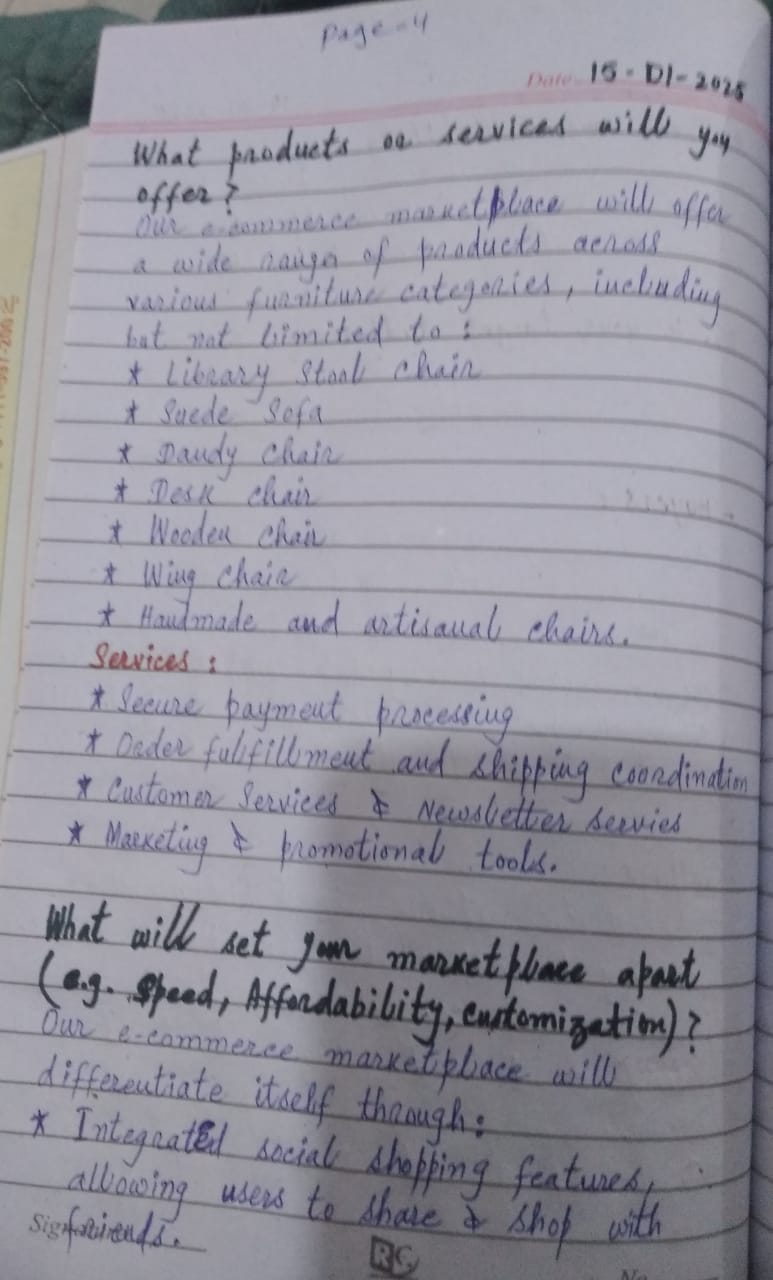 Page-4
Date 15-01-2025
What products or services will you
offer?
Our e-commerce marketplace will offer
a wide range of products across
various furniture categories, including
but not limited to:
* Library Stool chair
* Suede Sofa
* Dandy chair
* Desk chair
* Wooden chair
* Wing chair
* Handmade and artisanal chairs.
Services:
* Secure payment processing
* Order fulfillment and shipping coordination
* Customer Services & Newsletter servies
* Marketing & promotional tools.
What will set your marketplace apart
(e.g. Speed, Affordability, customization)?
Our e-commerce marketplace will
differentiate itself through:
* Integrated social shopping features,
allowing users to share & shop with
friends.
RC